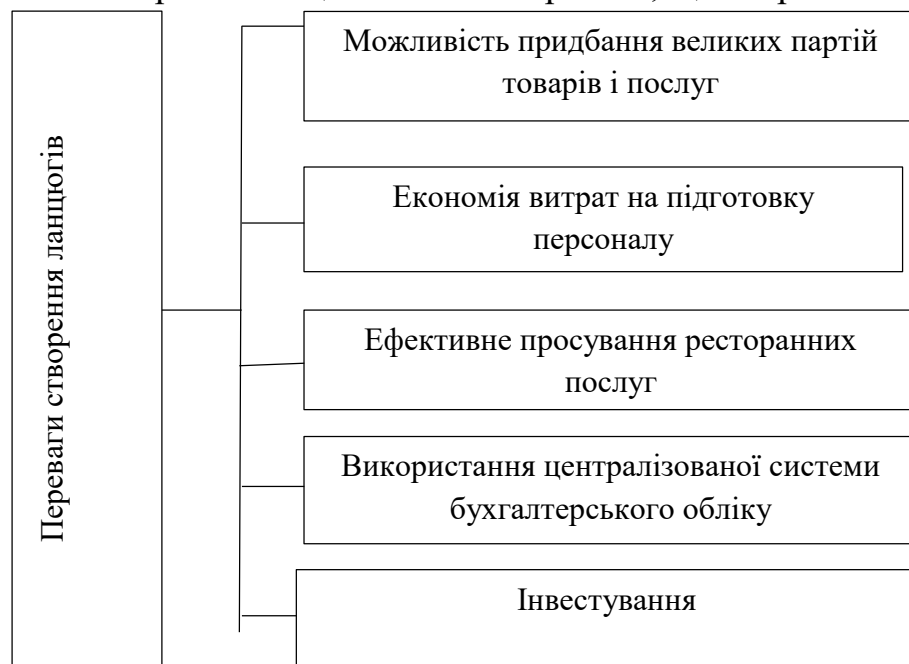 Переваги створення ланцюгів
Можливість придбання великих партій
товарів і послуг
Економія витрат на підготовку
персоналу
Ефективне просування ресторанних
послуг
Використання централізованої системи
бухгалтерського обліку
Інвестування